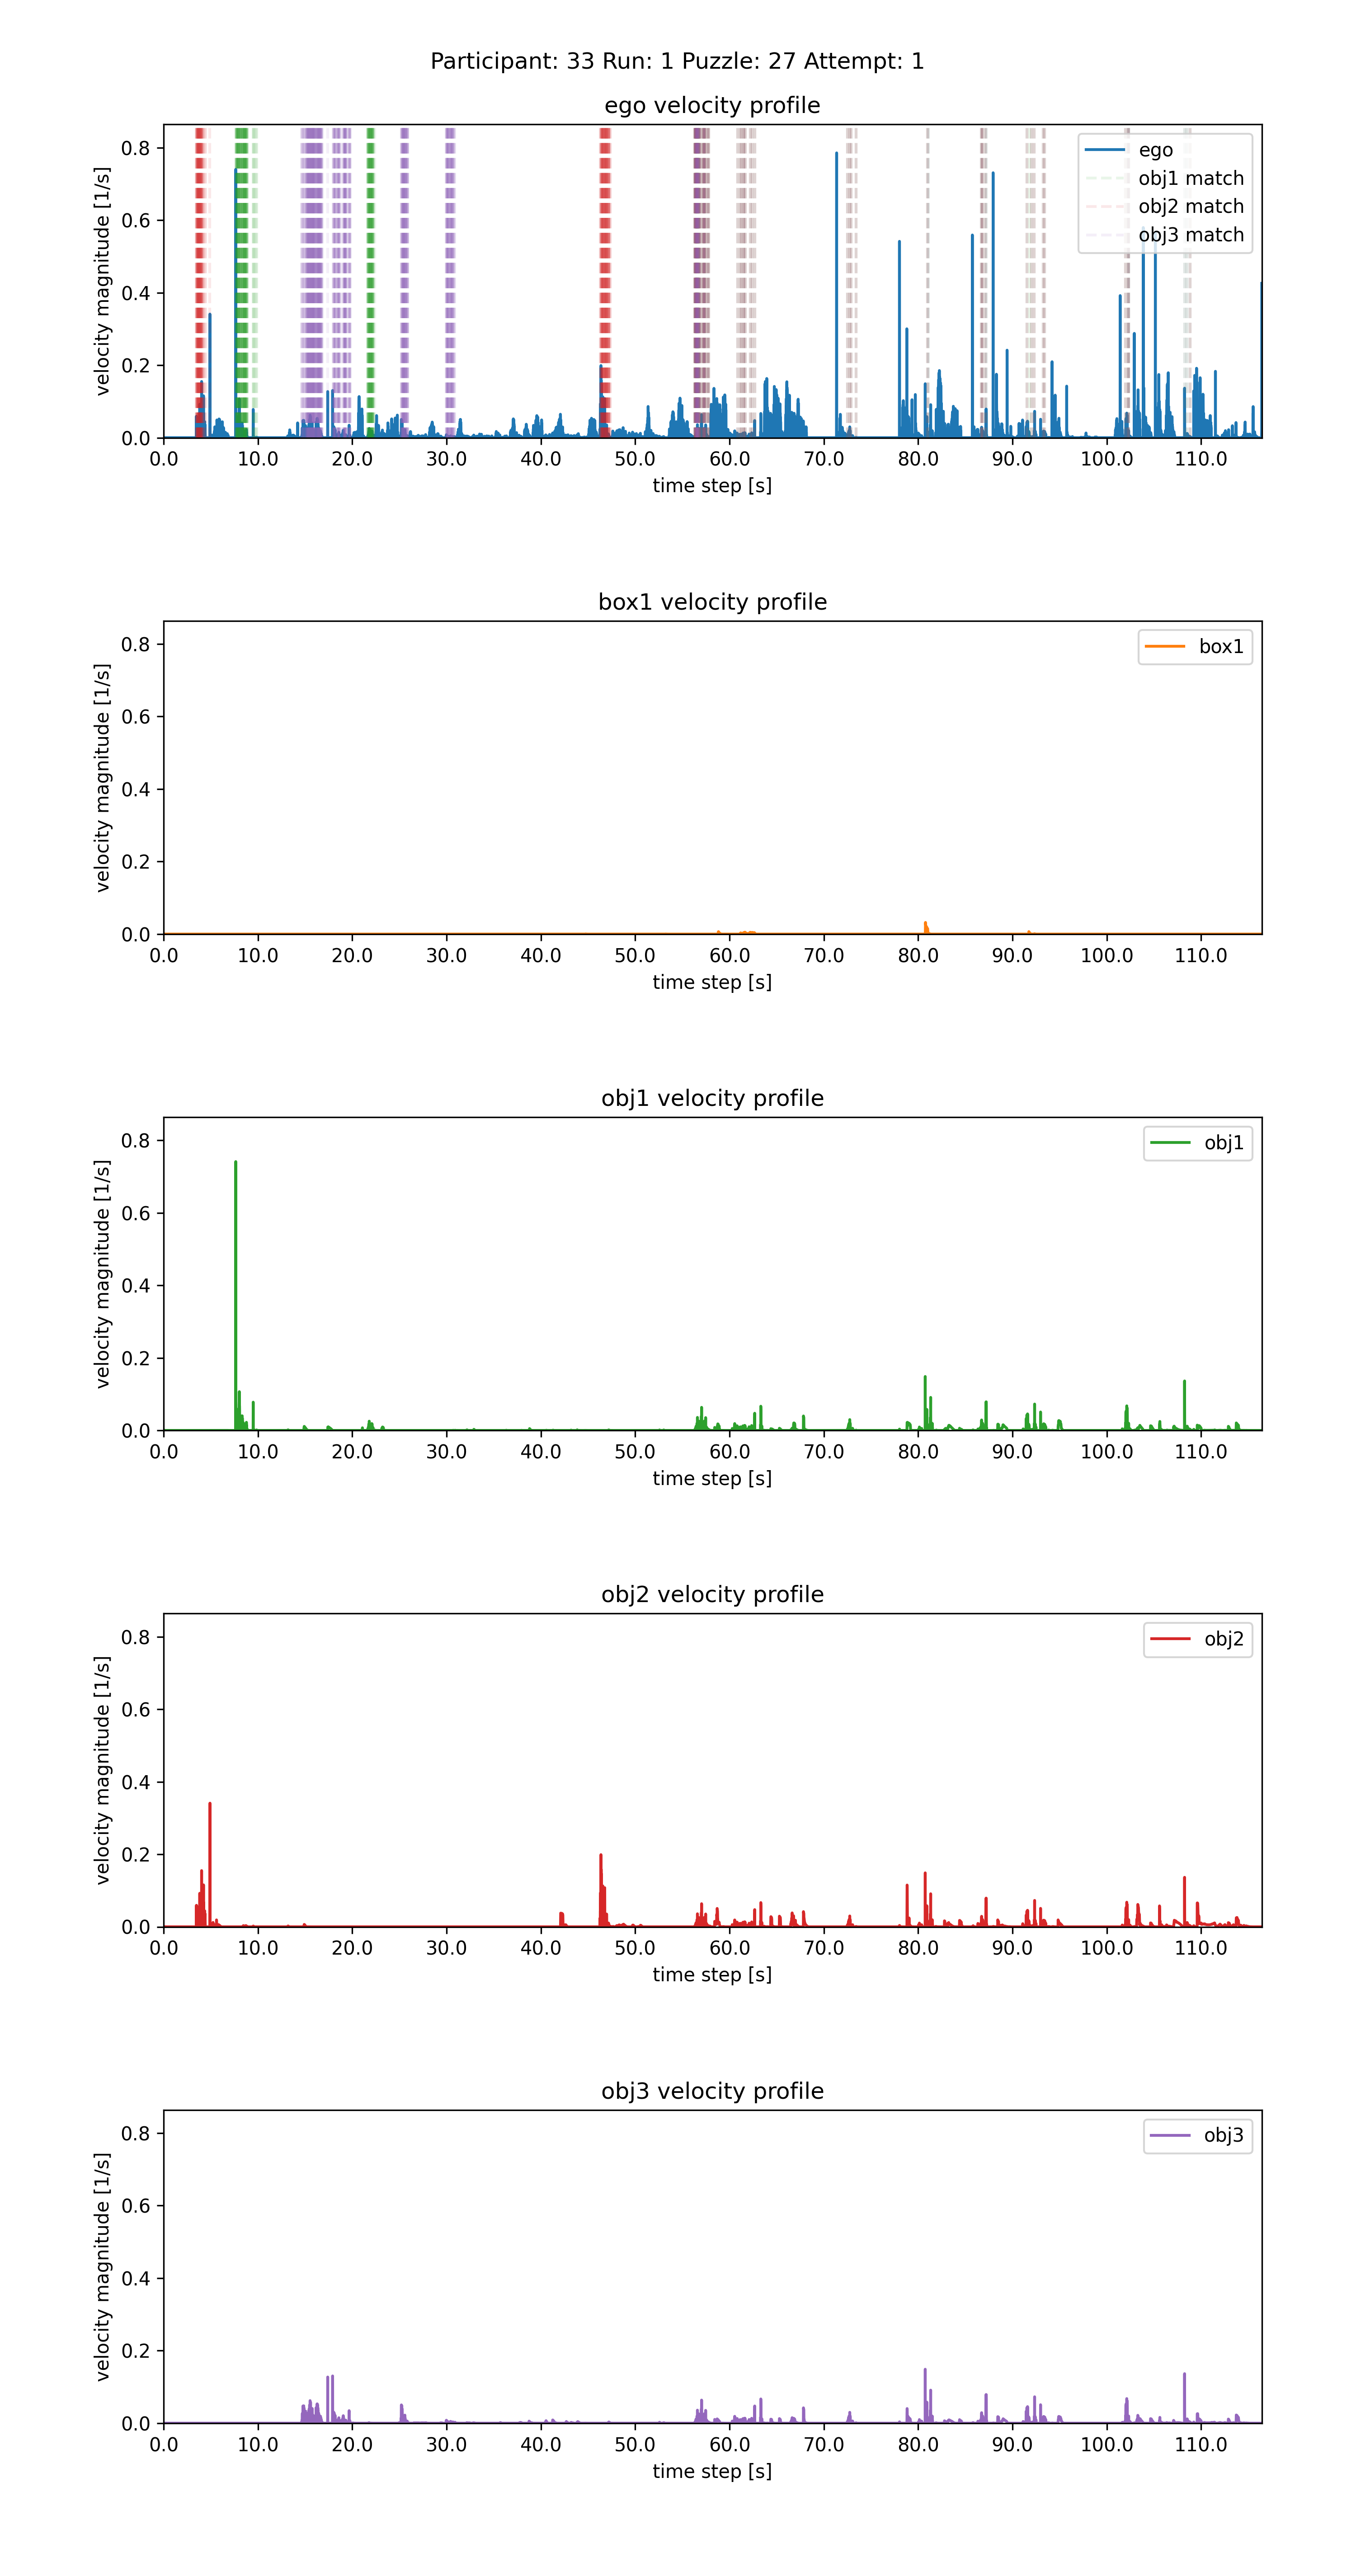 Participant: 33 Run: 1 Puzzle: 27 Attempt: 1
ego velocity profile
velocity magnitude [1/s]
0.8
0.6
0.4
0.2
0.0
ego
obj1 match
obj2 match
obj3 match
0.0 10.0 20.0 30.0 40.0 50.0 60.0 70.0 80.0 90.0 100.0 110.0
time step [s]
box1 velocity profile
velocity magnitude [1/s]
0.8
0.6
0.4
0.2
0.0
box1
0.0 10.0 20.0 30.0 40.0 50.0 60.0 70.0 80.0 90.0 100.0 110.0
time step [s]
obj1 velocity profile
velocity magnitude [1/s]
0.8
0.6
0.4
0.2
0.0
obj1
0.0 10.0 20.0 30.0 40.0 50.0 60.0 70.0 80.0 90.0 100.0 110.0
time step [s]
obj2 velocity profile
velocity magnitude [1/s]
0.8
0.6
0.4
0.2
0.0
obj2
0.0 10.0 20.0 30.0 40.0 50.0 60.0 70.0 80.0 90.0 100.0 110.0
time step [s]
obj3 velocity profile
velocity magnitude [1/s]
0.8
0.6
0.4
0.2
0.0
obj3
0.0 10.0 20.0 30.0 40.0 50.0 60.0 70.0 80.0 90.0 100.0 110.0
time step [s]